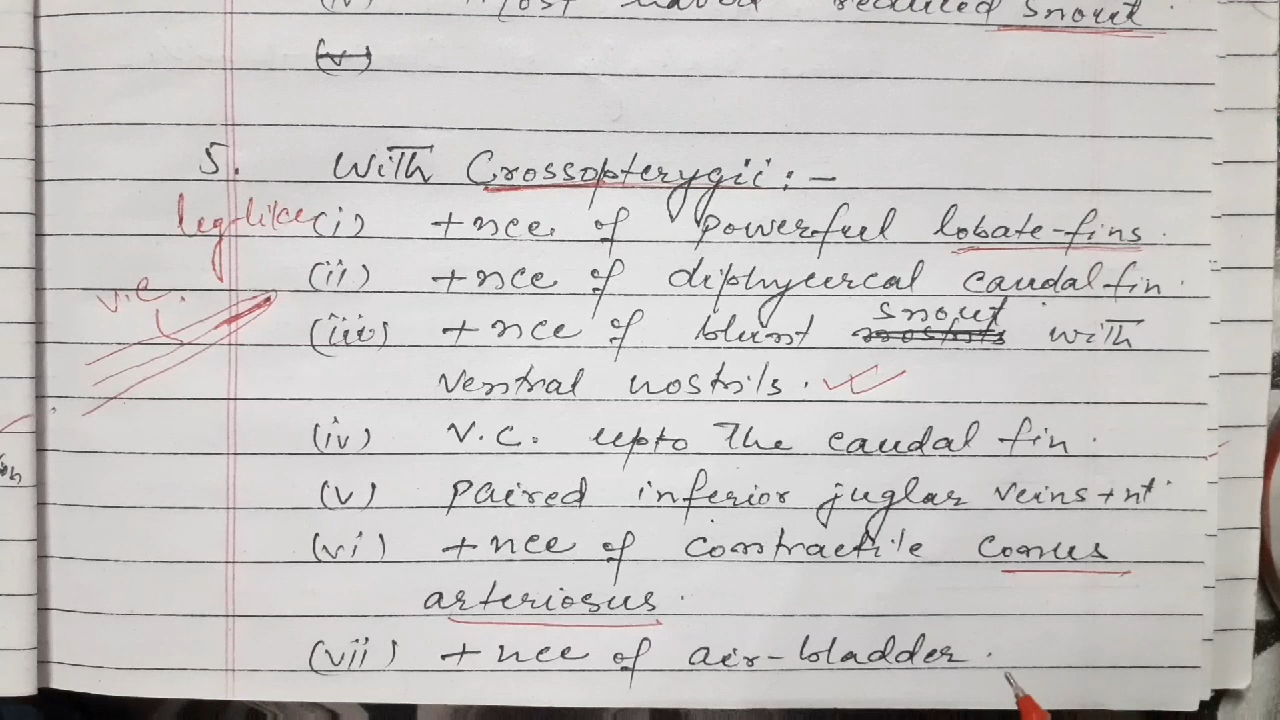 reduced snout
(v)
5. With Crossopterygii :-
leg like (i) +nce. of powerful lobate-fins.
(ii) +nce of diphycercal caudal fin.
v.c.
(iii) +nce of blunt snout with
ventral nostrils.
(iv) V.C. upto The caudal fin.
(v) paired inferior juglar veins +nt.
(vi) +nce of contractile conus
arteriosus.
(vii) +nce of air-bladder.